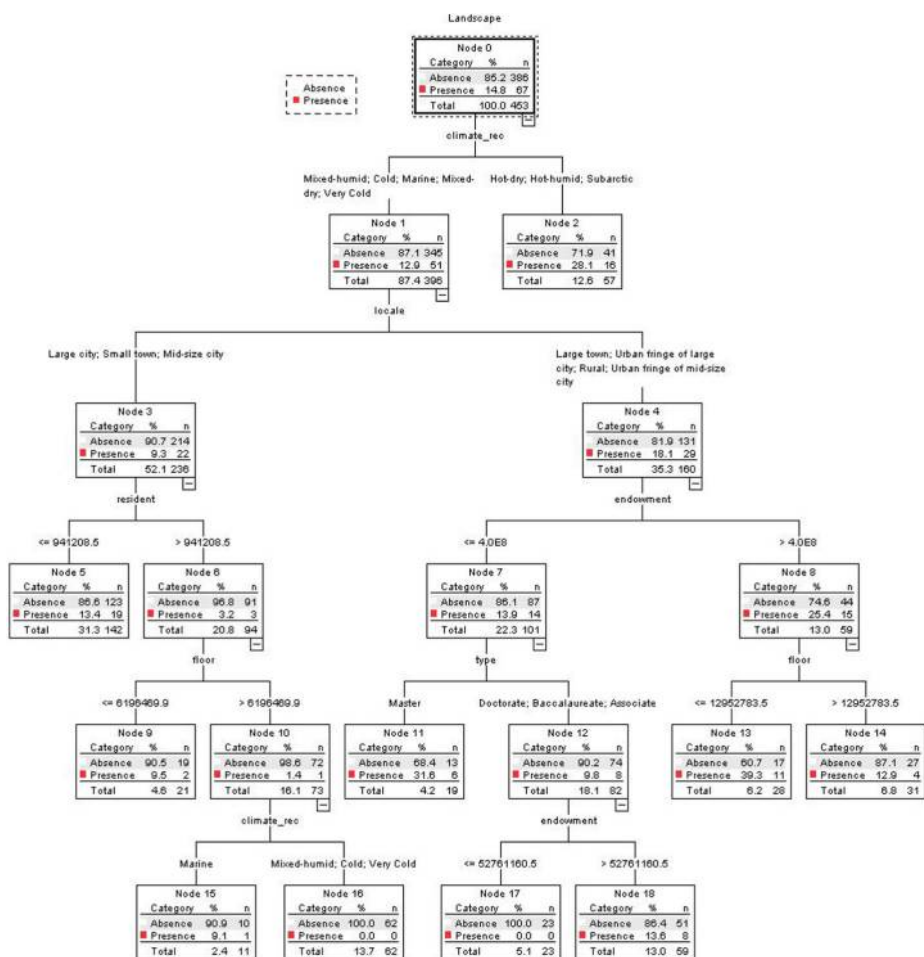 Landscape
Node 0
Category % n
Absence 85.2 386
Presence 14.8 67
Total 100.0 453
Absence
Presence
climate_rec
Mixed-humid; Cold; Marine; Mixed-
dry; Very Cold
Hot-dry; Hot-humid; Subarctic
Node 1
Category % n
Absence 87.1 345
Presence 12.9 51
Total 87.4 396
Node 2
Category % n
Absence 71.9 41
Presence 28.1 16
Total 12.6 57
locale
Large city; Small town; Mid-size city
Large town; Urban fringe of large
city; Rural; Urban fringe of mid-size
city
Node 3
Category % n
Absence 90.7 214
Presence 9.3 22
Total 52.1 236
Node 4
Category % n
Absence 81.9 131
Presence 18.1 29
Total 35.3 160
resident
endowment
<= 941208.5
> 941208.5
<= 4.0E8
> 4.0E8
Node 5
Category % n
Absence 86.6 123
Presence 13.4 19
Total 31.3 142
Node 6
Category % n
Absence 96.8 91
Presence 3.2 3
Total 20.8 94
Node 7
Category % n
Absence 86.1 87
Presence 13.9 14
Total 22.3 101
Node 8
Category % n
Absence 74.6 44
Presence 25.4 15
Total 13.0 59
floor
type
floor
<= 6196469.9
> 6196469.9
Master
Doctorate; Baccalaureate; Associate
<= 12952783.5
> 12952783.5
Node 9
Category % n
Absence 90.5 19
Presence 9.5 2
Total 4.6 21
Node 10
Category % n
Absence 98.6 72
Presence 1.4 1
Total 16.1 73
Node 11
Category % n
Absence 68.4 13
Presence 31.6 6
Total 4.2 19
Node 12
Category % n
Absence 90.2 74
Presence 9.8 8
Total 18.1 82
Node 13
Category % n
Absence 60.7 17
Presence 39.3 11
Total 6.2 28
Node 14
Category % n
Absence 87.1 27
Presence 12.9 4
Total 6.8 31
climate_rec
endowment
Marine
Mixed-humid; Cold; Very Cold
<= 52761160.5
> 52761160.5
Node 15
Category % n
Absence 90.9 10
Presence 9.1 1
Total 2.4 11
Node 16
Category % n
Absence 100.0 62
Presence 0.0 0
Total 13.7 62
Node 17
Category % n
Absence 100.0 23
Presence 0.0 0
Total 5.1 23
Node 18
Category % n
Absence 86.4 51
Presence 13.6 8
Total 13.0 59